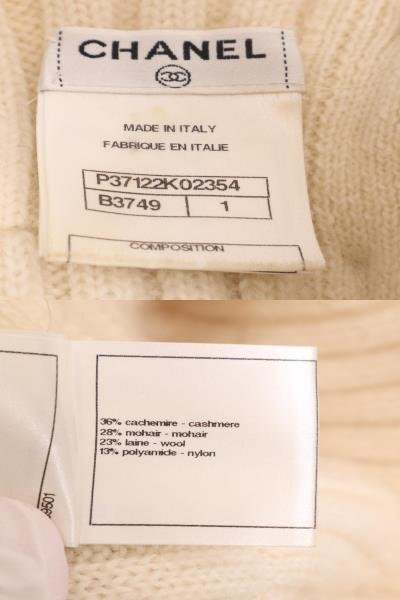 CHANEL
MADE IN ITALY
FABRIQUE EN ITALIE
P37122K02354
B3749 1
COMPOSITION
36% cachemire - cashmere
28% mohair - mohair
23% laine - wool
13% polyamide - nylon